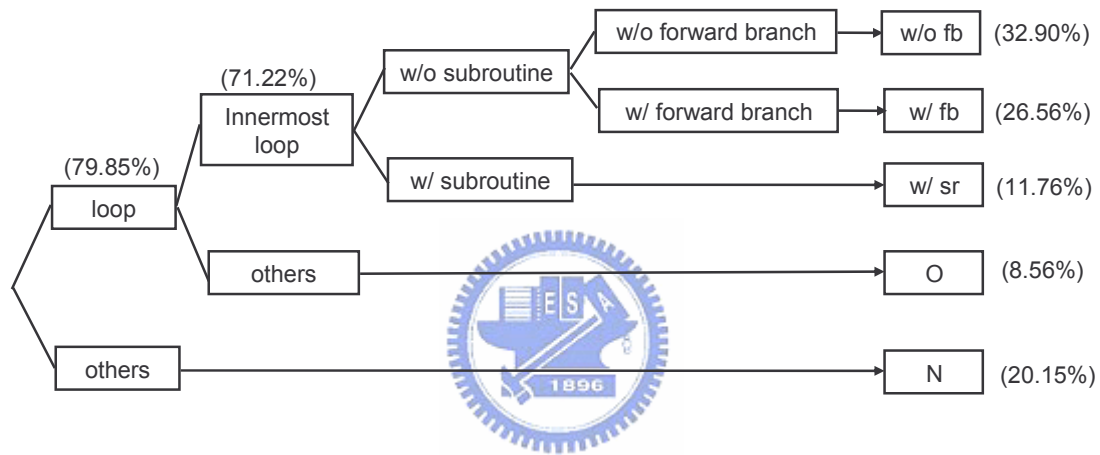 w/o forward branch
w/o fb
(32.90%)
(71.22%)
w/o subroutine
Innermost
loop
w/ forward branch
w/ fb
(26.56%)
(79.85%)
w/ subroutine
w/ sr
(11.76%)
loop
others
O
(8.56%)
E S A
others
N
(20.15%)
1896